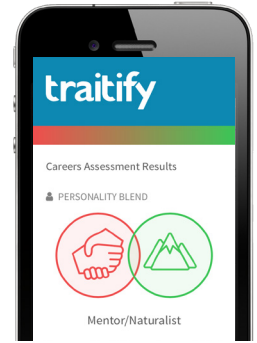 traitify
Careers Assessment Results
PERSONALITY BLEND
Mentor/Naturalist